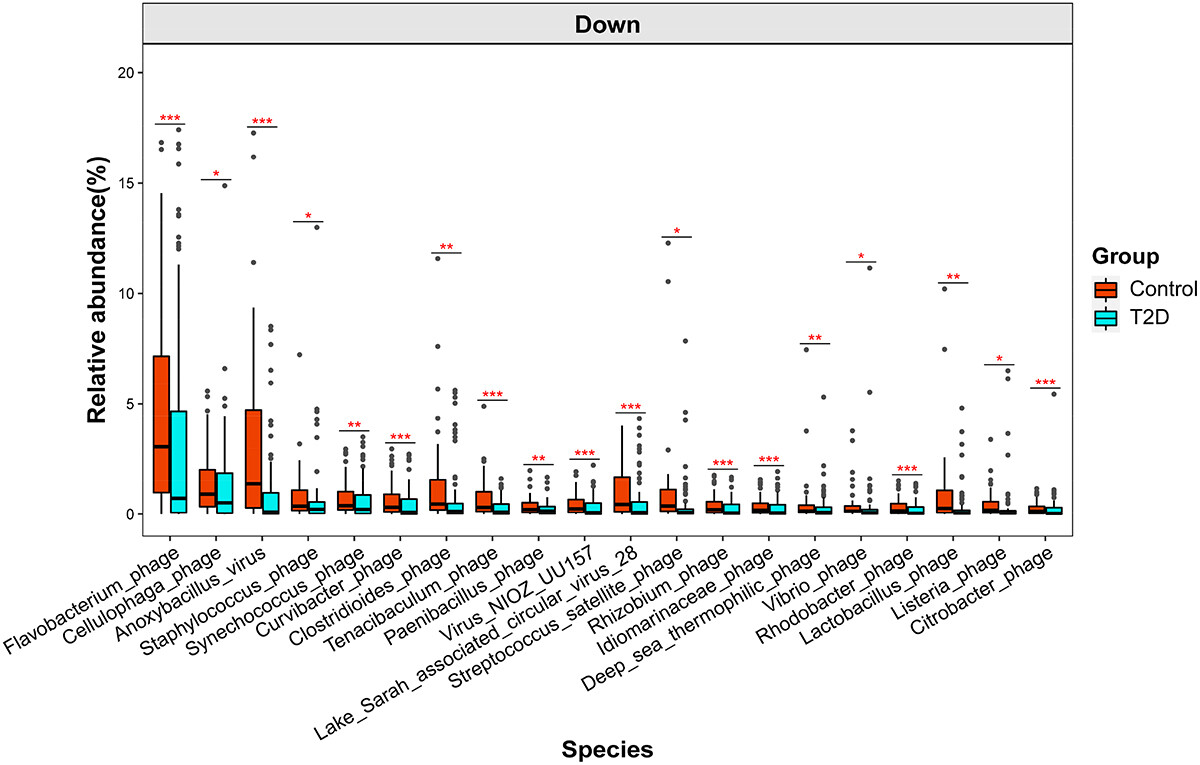 Down
20
15
10
5
0
Relative abundance(%)
***
*
***
*
**
***
**
***
**
***
***
*
***
***
**
*
***
**
*
***
Group
Control
T2D
Flavobacterium_phage
Cellulophaga_phage
Anoxybacillus_virus
Staphylococcus_phage
Synechococcus_phage
Curvibacter_phage
Clostridioides_phage
Tenacibaculum_phage
Paenibacillus_phage
Virus_NIOZ_UU157
Lake_Sarah_associated_circular_virus_28
Streptococcus_satellite_phage
Rhizobium_phage
Idiomarinaceae_phage
Deep_sea_thermophilic_phage
Vibrio_phage
Rhodobacter_phage
Lactobacillus_phage
Listeria_phage
Citrobacter_phage
Species